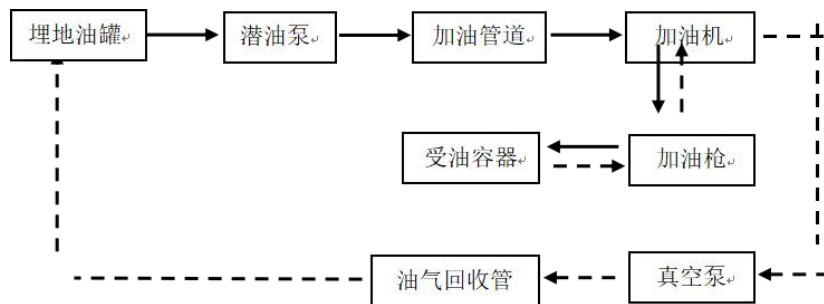 埋地油罐
潜油泵
加油管道
加油机
受油容器
加油枪
油气回收管
真空泵